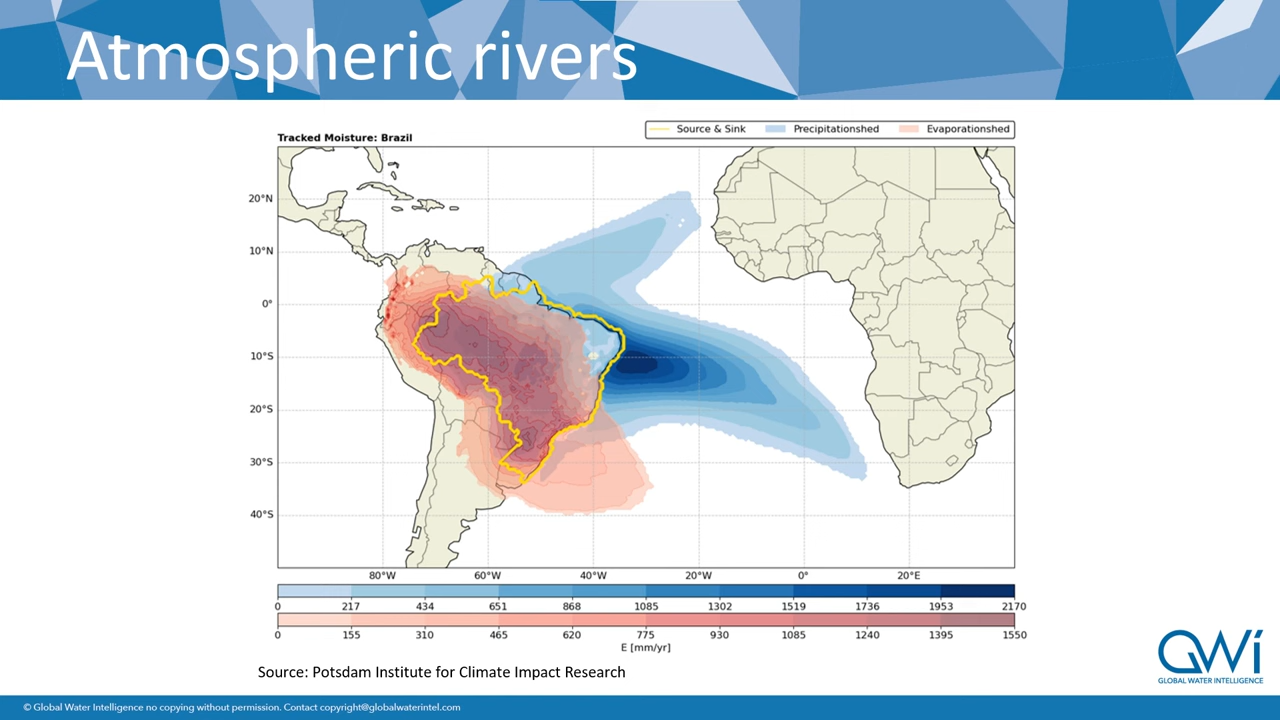 Atmospheric rivers
Tracked Moisture: Brazil
Source & Sink Precipitationshed Evaporationshed
20°N
10°N
0°
10°S
20°S
30°S
40°S
80°W 60°W 40°W 20°W 0° 20°E
0 217 434 651 868 1085 1302 1519 1736 1953 2170
0 155 310 465 620 775 930 1085 1240 1395 1550
E [mm/yr]
Source: Potsdam Institute for Climate Impact Research
GWi
GLOBAL WATER INTELLIGENCE
© Global Water Intelligence no copying without permission. Contact copyright@globalwaterintel.com